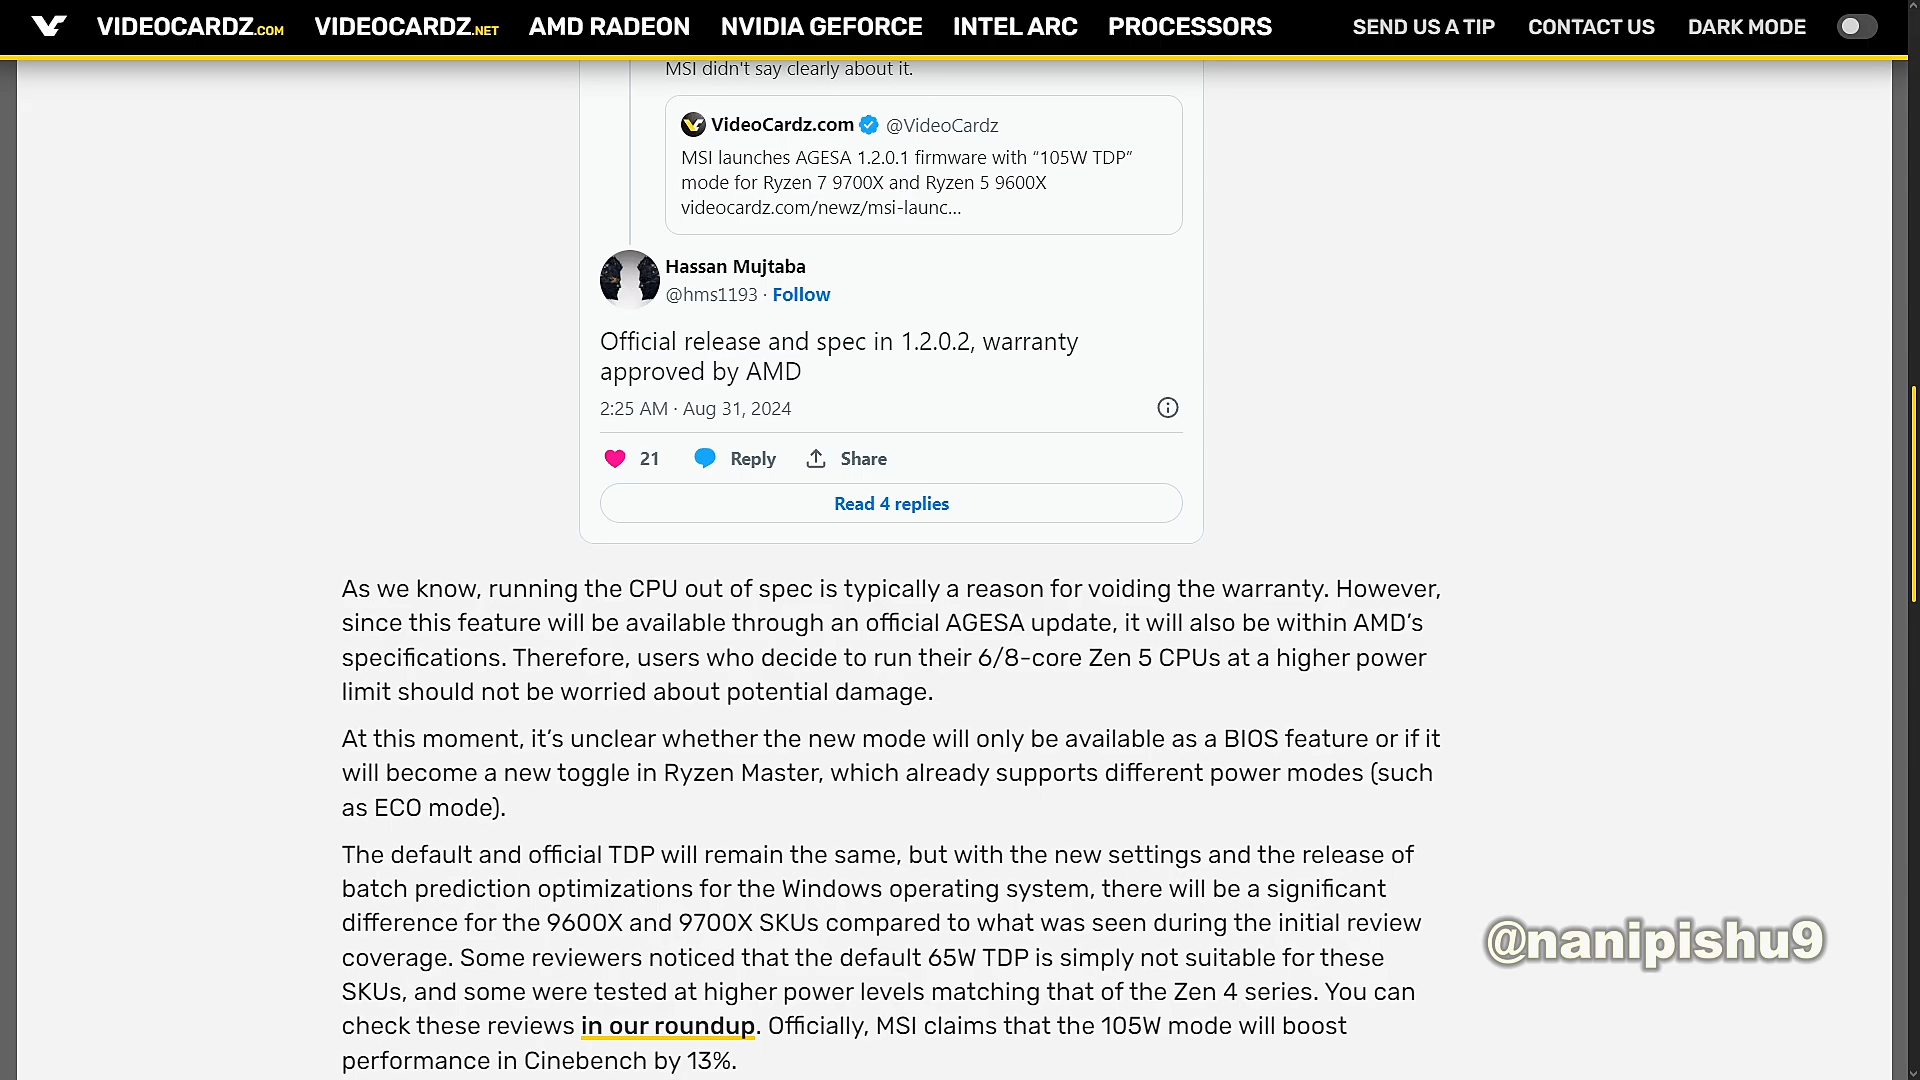 VIDEOCARDZ.COM VIDEOCARDZ.NET AMD RADEON NVIDIA GEFORCE INTEL ARC PROCESSORS SEND US A TIP CONTACT US DARK MODE
MSI didn't say clearly about it.
VideoCardz.com @VideoCardz
MSI launches AGESA 1.2.0.1 firmware with “105W TDP”
mode for Ryzen 7 9700X and Ryzen 5 9600X
videocardz.com/newz/msi-launc...
Hassan Mujtaba
@hms1193 · Follow
Official release and spec in 1.2.0.2, warranty
approved by AMD
2:25 AM · Aug 31, 2024
21 Reply Share
Read 4 replies
As we know, running the CPU out of spec is typically a reason for voiding the warranty. However,
since this feature will be available through an official AGESA update, it will also be within AMD’s
specifications. Therefore, users who decide to run their 6/8-core Zen 5 CPUs at a higher power
limit should not be worried about potential damage.
At this moment, it’s unclear whether the new mode will only be available as a BIOS feature or if it
will become a new toggle in Ryzen Master, which already supports different power modes (such
as ECO mode).
The default and official TDP will remain the same, but with the new settings and the release of
batch prediction optimizations for the Windows operating system, there will be a significant
difference for the 9600X and 9700X SKUs compared to what was seen during the initial review
coverage. Some reviewers noticed that the default 65W TDP is simply not suitable for these
SKUs, and some were tested at higher power levels matching that of the Zen 4 series. You can
check these reviews in our roundup. Officially, MSI claims that the 105W mode will boost
performance in Cinebench by 13%.
@nanipishu9